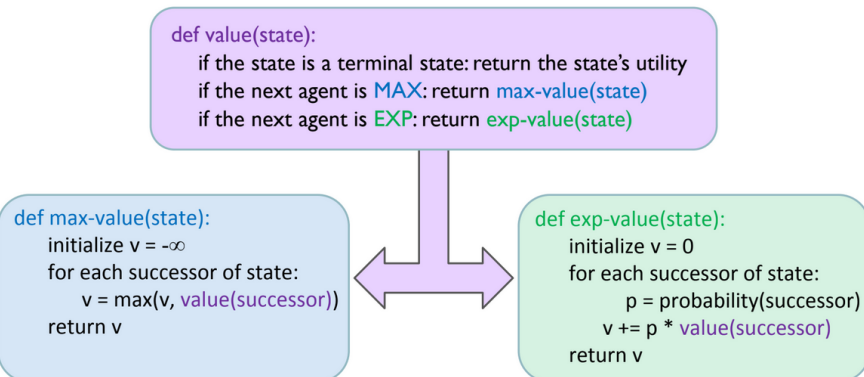 def value(state):
if the state is a terminal state: return the state's utility
if the next agent is MAX: return max-value(state)
if the next agent is EXP: return exp-value(state)
def max-value(state):
initialize v = -∞
for each successor of state:
v = max(v, value(successor))
return v
def exp-value(state):
initialize v = 0
for each successor of state:
p = probability(successor)
v += p * value(successor)
return v